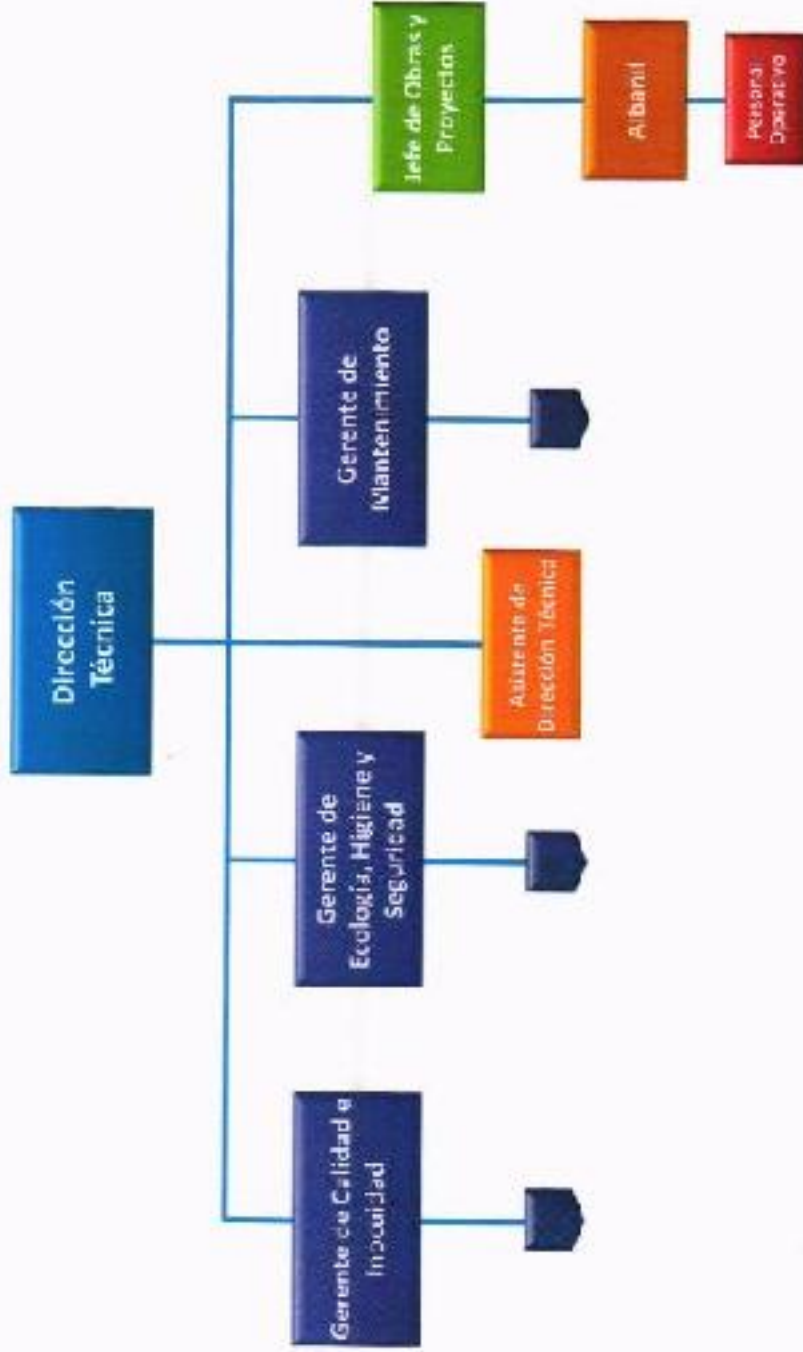 Dirección
Técnica
Gerente de Calidad e
Inocuidad
Gerente de
Ecología, Higiene y
Seguridad
Asistente de
Dirección Técnica
Gerente de
Mantenimiento
Jefe de Obras y
Proyectos
Albanil
Personal
Operativo